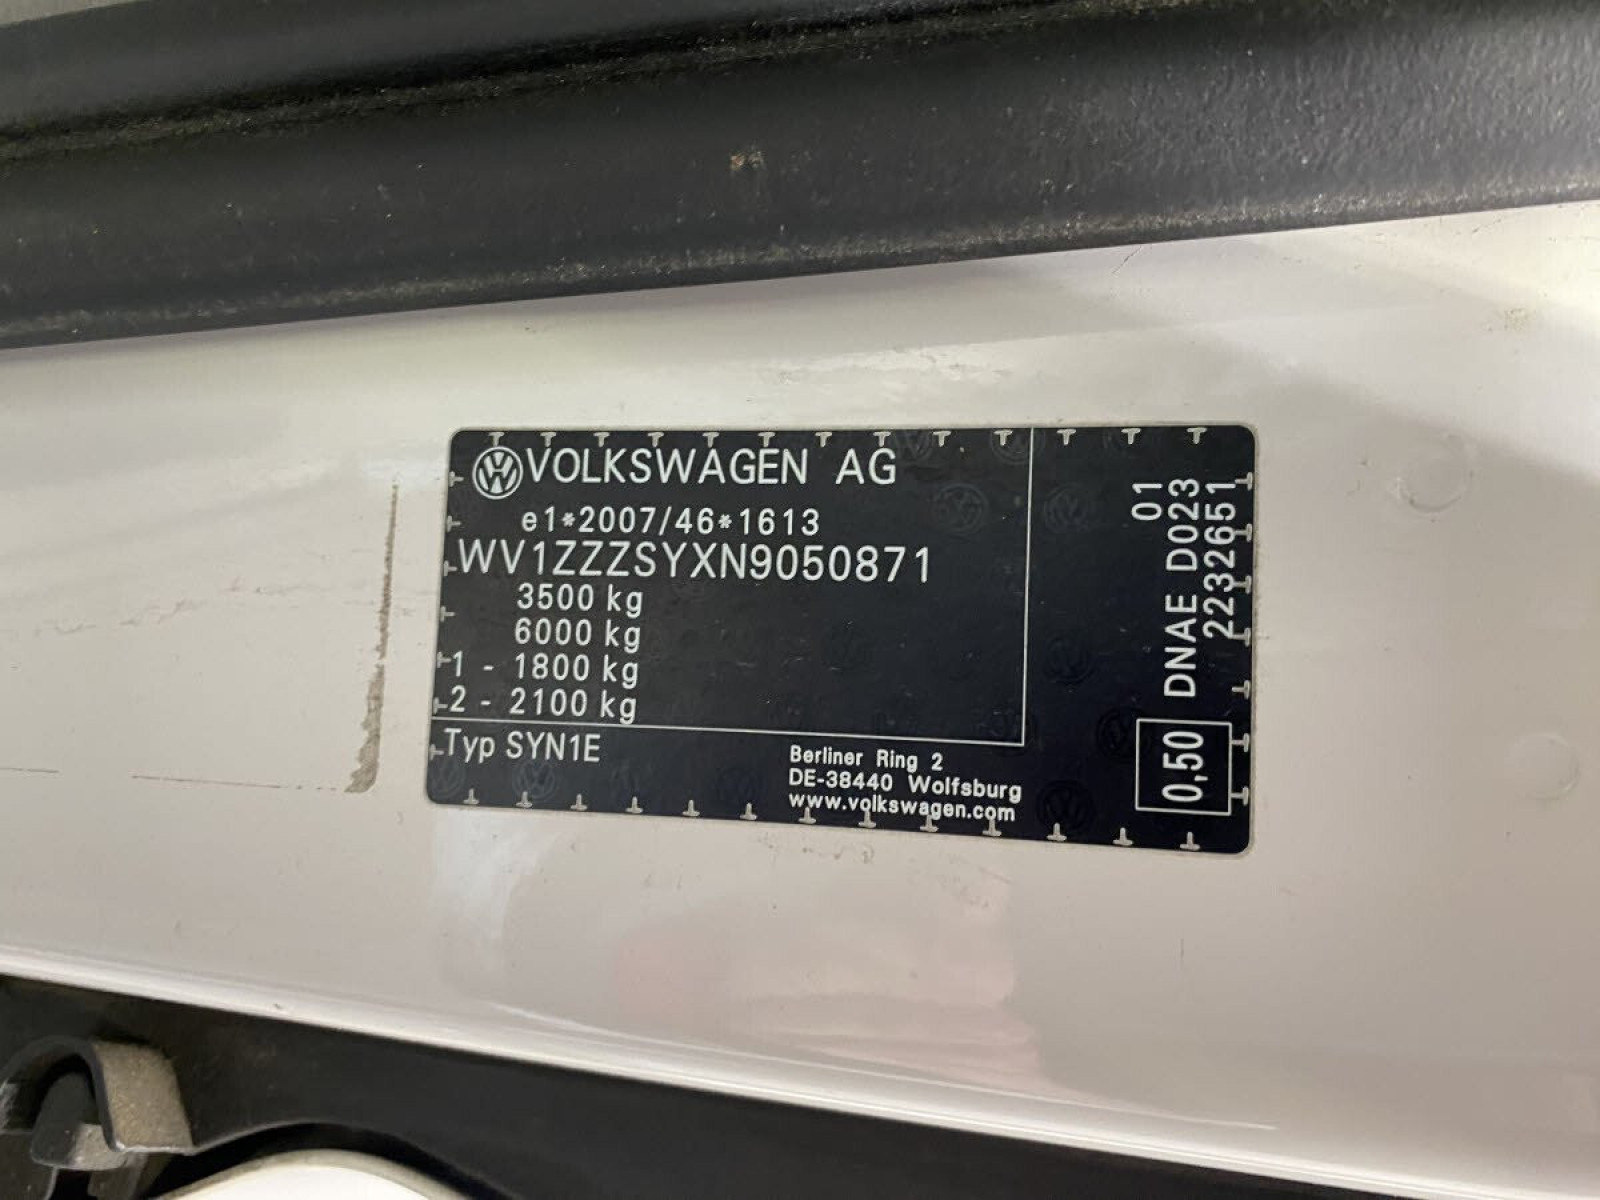 VOLKSWAGEN AG
e1*2007/46*1613
WV1ZZZSYXN9050871
3500 kg
6000 kg
1 - 1800 kg
2 - 2100 kg
Typ SYN1E
Berliner Ring 2
DE-38440 Wolfsburg
www.volkswagen.com
01
0,50 DNAE D023
2232651